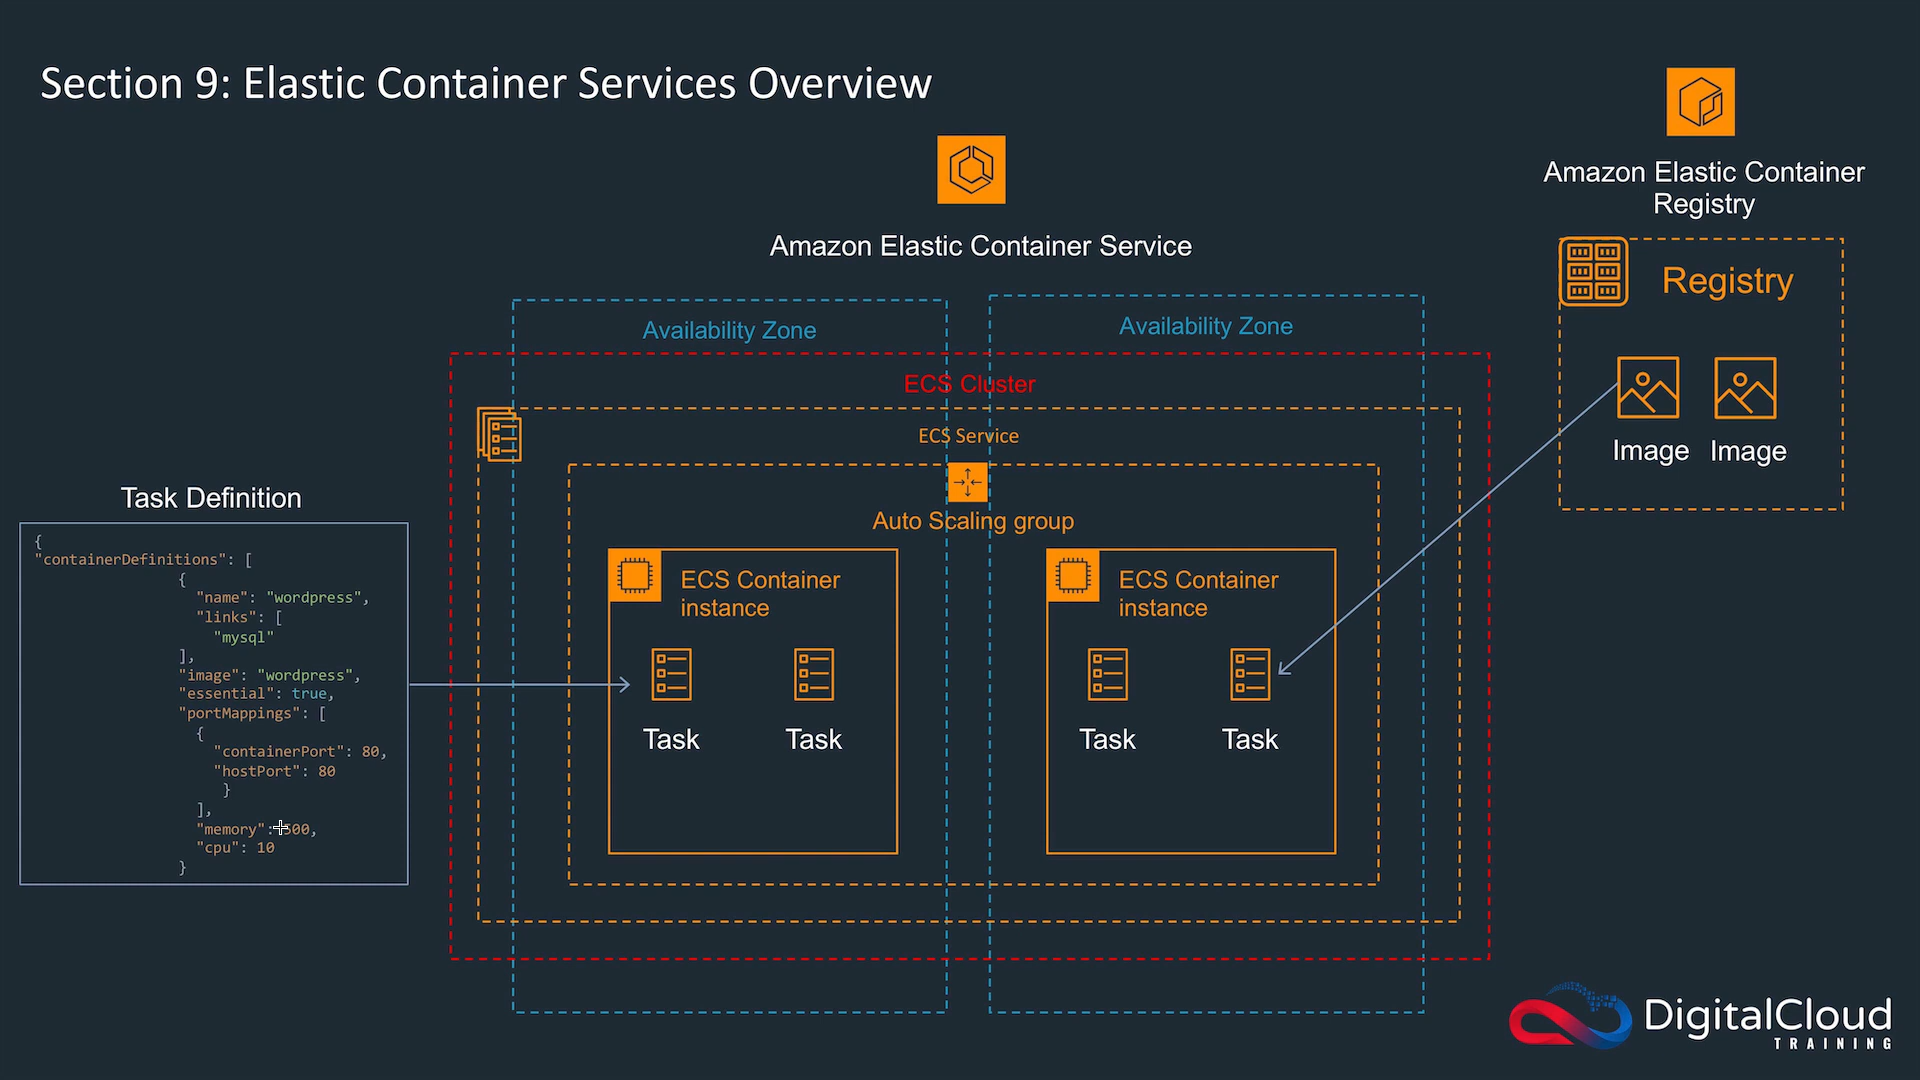 Section 9: Elastic Container Services Overview
Amazon Elastic Container
Registry
Amazon Elastic Container Service
Registry
Image
Image
Availability Zone
Availability Zone
ECS Cluster
ECS Service
Auto Scaling group
ECS Container
instance
Task
Task
ECS Container
instance
Task
Task
Task Definition
{
"containerDefinitions": [
{
"name": "wordpress",
"links": [
"mysql"
],
"image": "wordpress",
"essential": true,
"portMappings": [
{
"containerPort": 80,
"hostPort": 80
}
],
"memory":
"cpu": 10
}
DigitalCloud
TRAINING